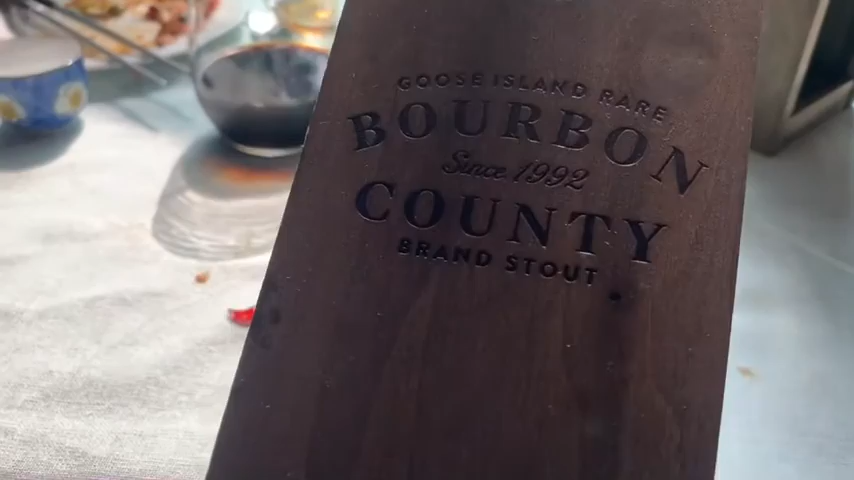 GOOSE ISLAND RARE
BOURBON
Since 1992
COUNTY
BRAND STOUT